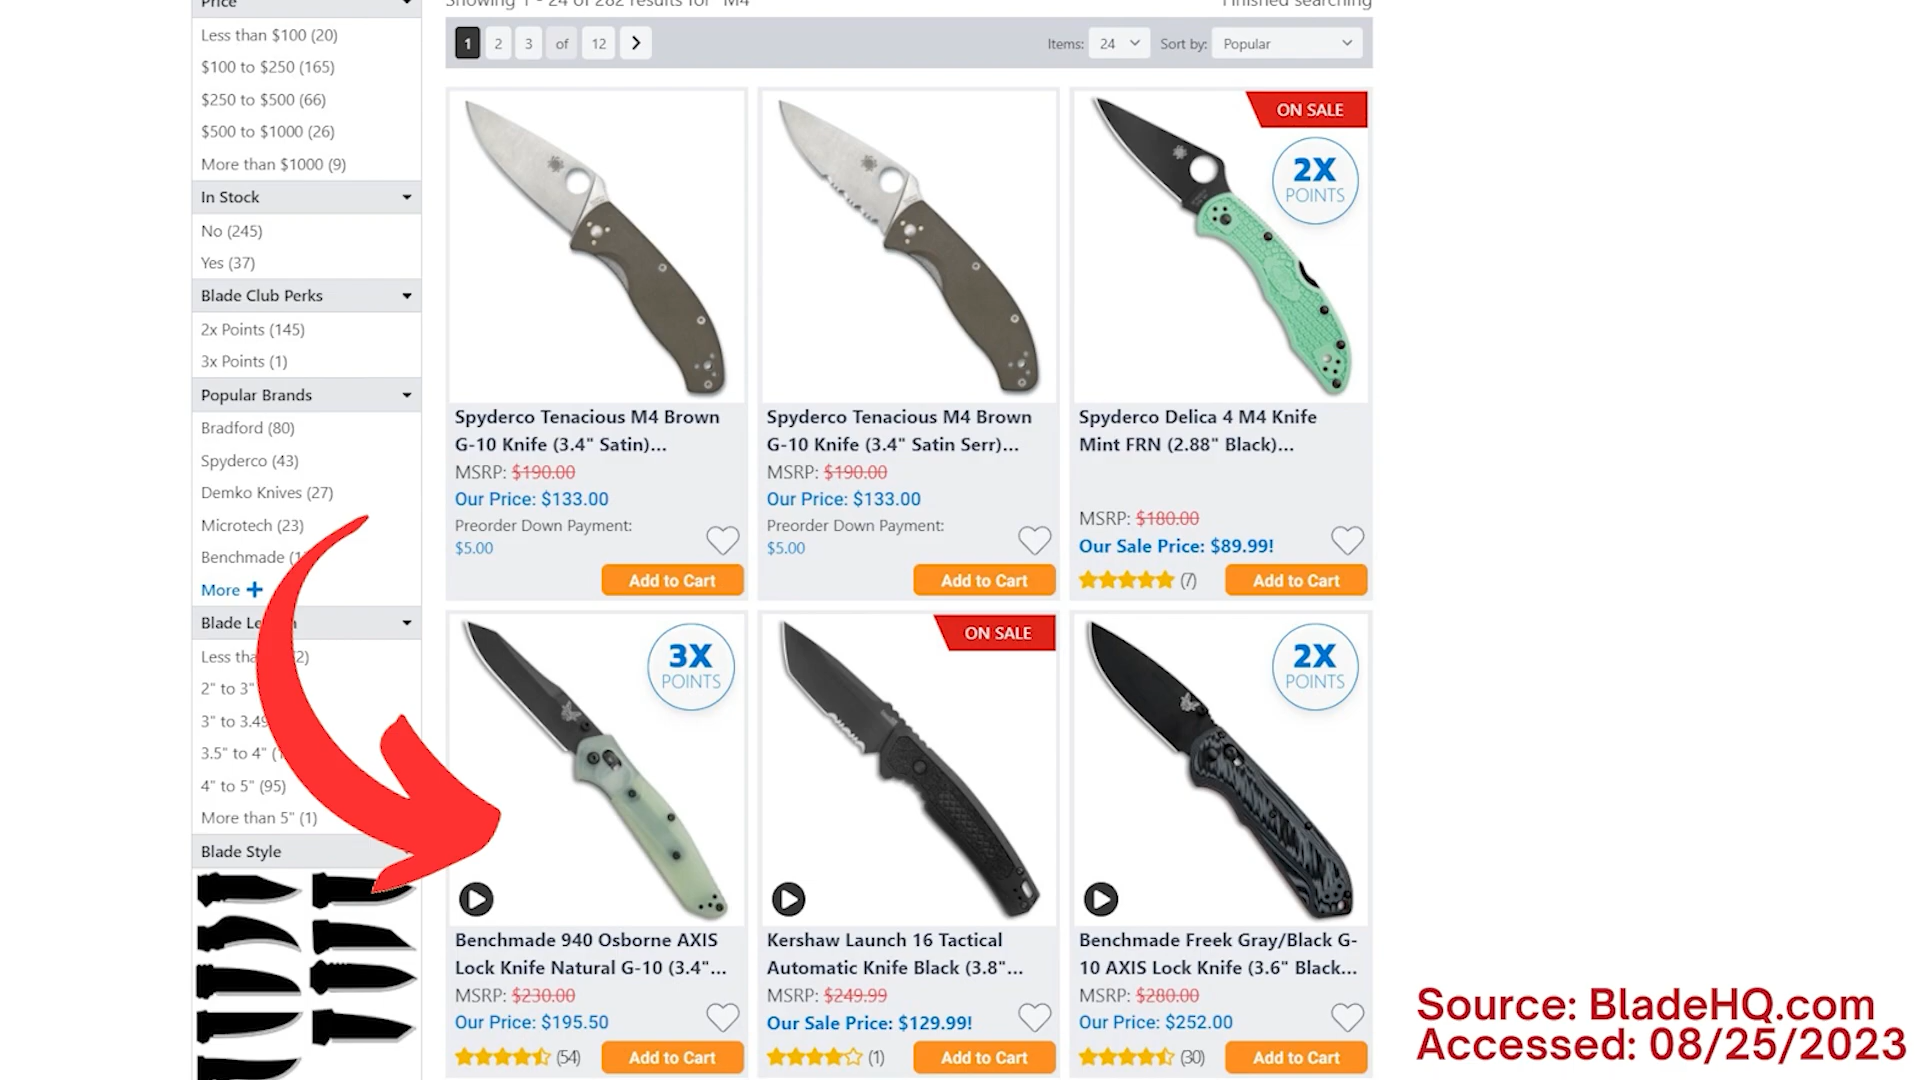 Price
Showing 1 - 24 of 282 results for "M4"
Finished searching
Less than $100 (20)
$100 to $250 (165)
$250 to $500 (66)
$500 to $1000 (26)
More than $1000 (9)
In Stock
No (245)
Yes (37)
Blade Club Perks
2x Points (145)
3x Points (1)
Popular Brands
Bradford (80)
Spyderco (43)
Demko Knives (27)
Microtech (23)
Benchmade
More +
Blade
Less
2" to 3"
3" to 3.49
3.5" to 4"
4" to 5" (95)
More than 5" (1)
Blade Style
1 2 3 of 12
Items: 24 Sort by: Popular
Spyderco Tenacious M4 Brown
G-10 Knife (3.4" Satin)...
MSRP: $190.00
Our Price: $133.00
Preorder Down Payment:
$5.00
Add to Cart
Spyderco Tenacious M4 Brown
G-10 Knife (3.4" Satin Serr)...
MSRP: $190.00
Our Price: $133.00
Preorder Down Payment:
$5.00
Add to Cart
ON SALE
2X
POINTS
Spyderco Delica 4 M4 Knife
Mint FRN (2.88" Black)...
MSRP: $180.00
Our Sale Price: $89.99!
(7)
Add to Cart
3X
POINTS
Benchmade 940 Osborne AXIS
Lock Knife Natural G-10 (3.4"...
MSRP: $230.00
Our Price: $195.50
(54)
Add to Cart
ON SALE
Kershaw Launch 16 Tactical
Automatic Knife Black (3.8"...
MSRP: $249.99
Our Sale Price: $129.99!
(1)
Add to Cart
2X
POINTS
Benchmade Freek Gray/Black G-
10 AXIS Lock Knife (3.6" Black...
MSRP: $280.00
Our Price: $252.00
(30)
Add to Cart
Source: BladeHQ.com
Accessed: 08/25/2023